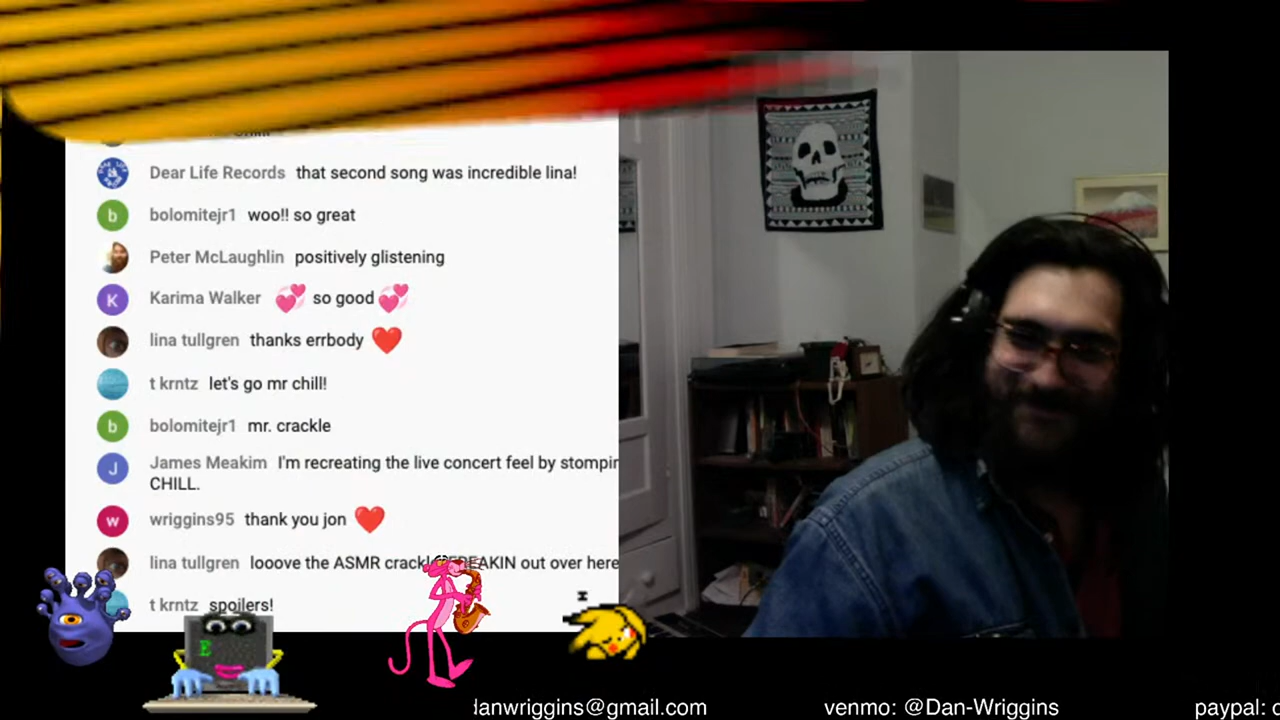 Dear Life Records that second song was incredible lina!
bolomitejr1 woo!! so great
Peter McLaughlin positively glistening
K
Karima Walker 💞 so good 💞
lina tullgren thanks errbody ❤️
t krntz let's go mr chill!
bolomitejr1 mr. crackle
James Meakim I'm recreating the live concert feel by stompin
CHILL.
wriggins95 thank you jon ❤️
lina tullgren looove the ASMR crackl FREAKIN out over here
t krntz spoilers!
E
danwriggins@gmail.com venmo: @Dan-Wriggins paypal: